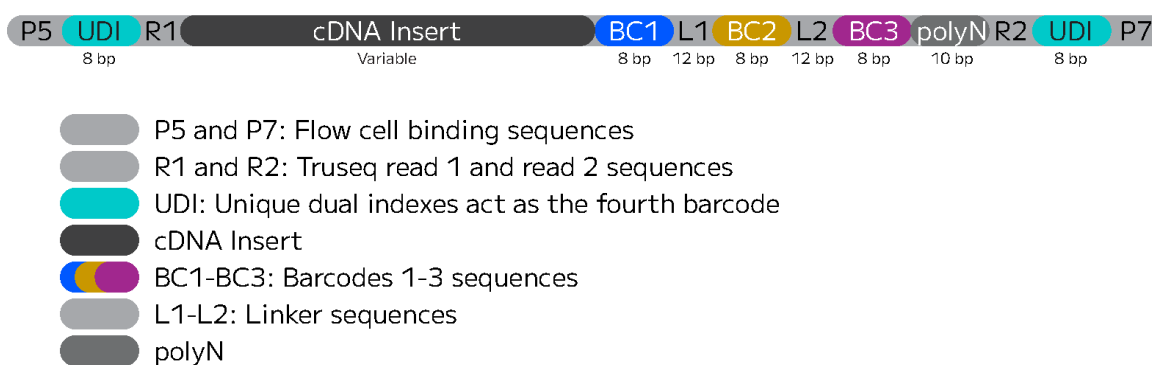 P5 UDI R1 cDNA Insert BC1 L1 BC2 L2 BC3 polyN R2 UDI P7
8 bp Variable 8 bp 12 bp 8 bp 12 bp 8 bp 10 bp 8 bp
P5 and P7: Flow cell binding sequences
R1 and R2: Truseq read 1 and read 2 sequences
UDI: Unique dual indexes act as the fourth barcode
cDNA Insert
BC1-BC3: Barcodes 1-3 sequences
L1-L2: Linker sequences
polyN